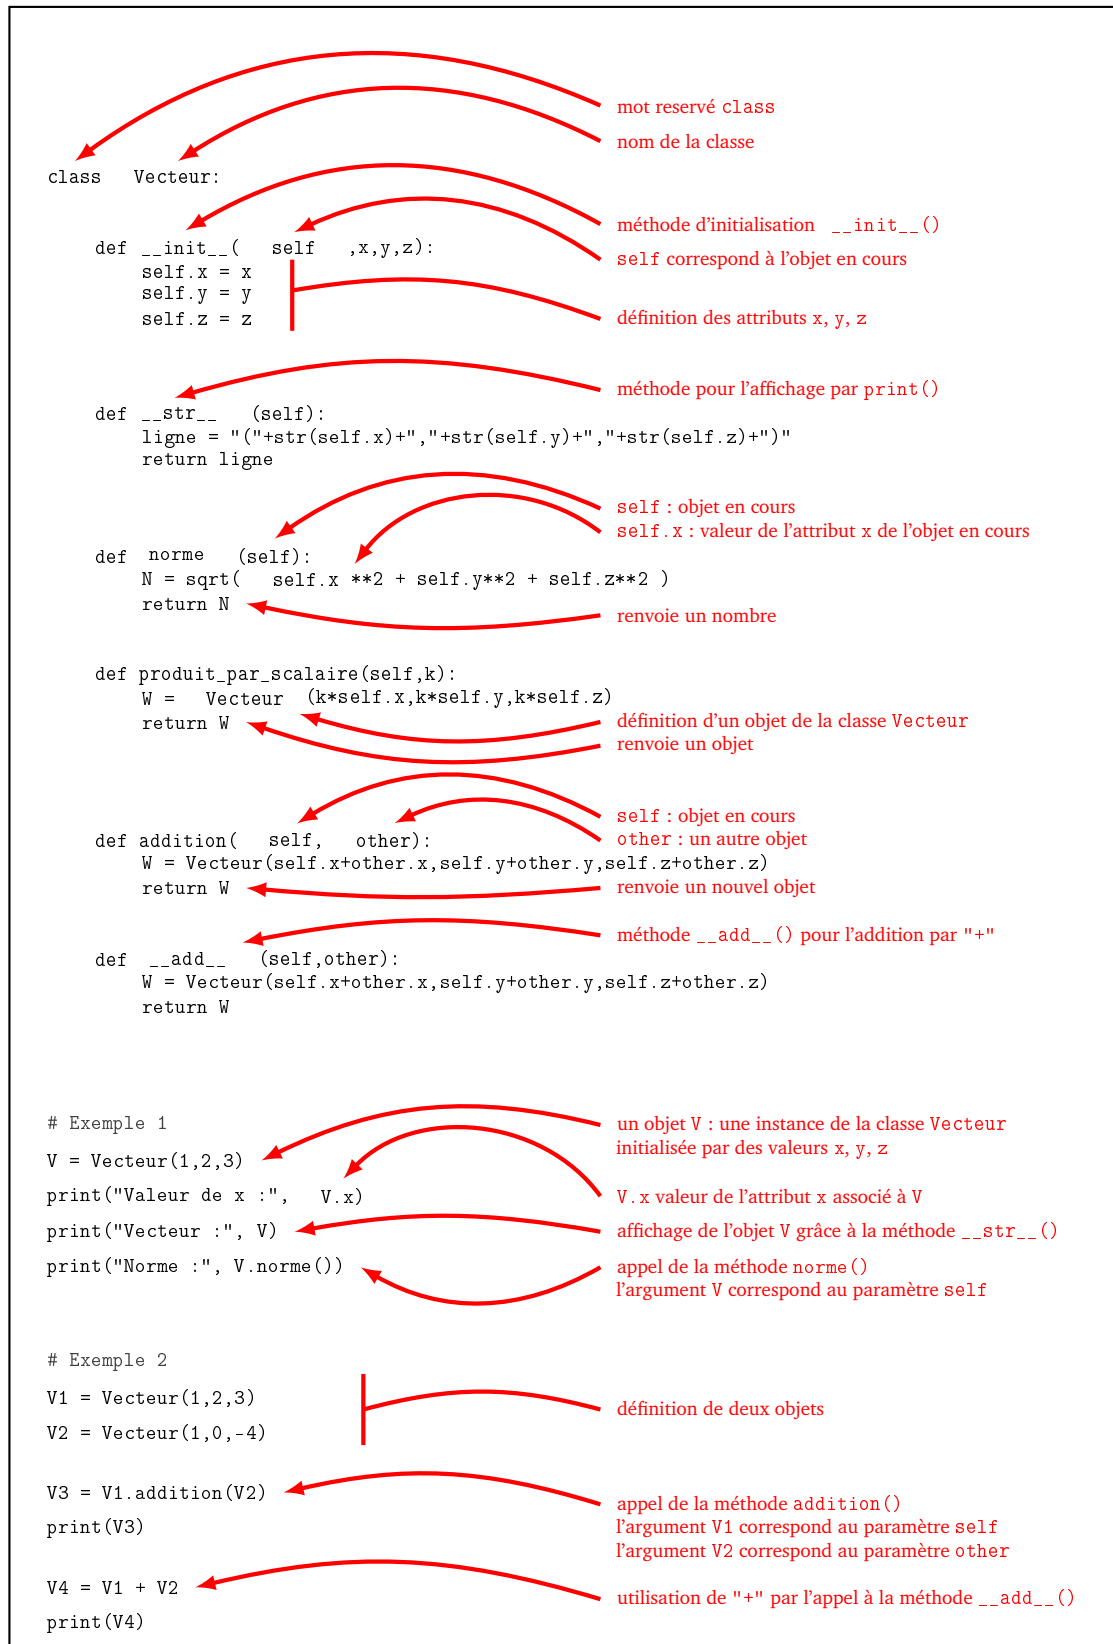 mot reservé class
nom de la classe
class Vecteur:
méthode d'initialisation __init__()
def __init__( self ,x,y,z):
self correspond à l'objet en cours
self.x = x
self.y = y
self.z = z
définition des attributs x, y, z
méthode pour l'affichage par print()
def __str__ (self):
ligne = "("+str(self.x)+","+str(self.y)+","+str(self.z)+")"
return ligne
self : objet en cours
self.x : valeur de l'attribut x de l'objet en cours
def norme (self):
N = sqrt( self.x **2 + self.y**2 + self.z**2 )
return N
renvoie un nombre
def produit_par_scalaire(self,k):
W = Vecteur (k*self.x,k*self.y,k*self.z)
return W
définition d'un objet de la classe Vecteur
renvoie un objet
self : objet en cours
other : un autre objet
def addition( self, other):
W = Vecteur(self.x+other.x,self.y+other.y,self.z+other.z)
return W
renvoie un nouvel objet
méthode __add__() pour l'addition par "+"
def __add__ (self,other):
W = Vecteur(self.x+other.x,self.y+other.y,self.z+other.z)
return W
# Exemple 1
un objet V : une instance de la classe Vecteur
initialisée par des valeurs x, y, z
V = Vecteur(1,2,3)
print("Valeur de x :", V.x)
V.x valeur de l'attribut x associé à V
print("Vecteur :", V)
affichage de l'objet V grâce à la méthode __str__()
print("Norme :", V.norme())
appel de la méthode norme()
l'argument V correspond au paramètre self
# Exemple 2
V1 = Vecteur(1,2,3)
définition de deux objets
V2 = Vecteur(1,0,-4)
V3 = V1.addition(V2)
appel de la méthode addition()
print(V3)
l'argument V1 correspond au paramètre self
l'argument V2 correspond au paramètre other
V4 = V1 + V2
utilisation de "+" par l'appel à la méthode __add__()
print(V4)